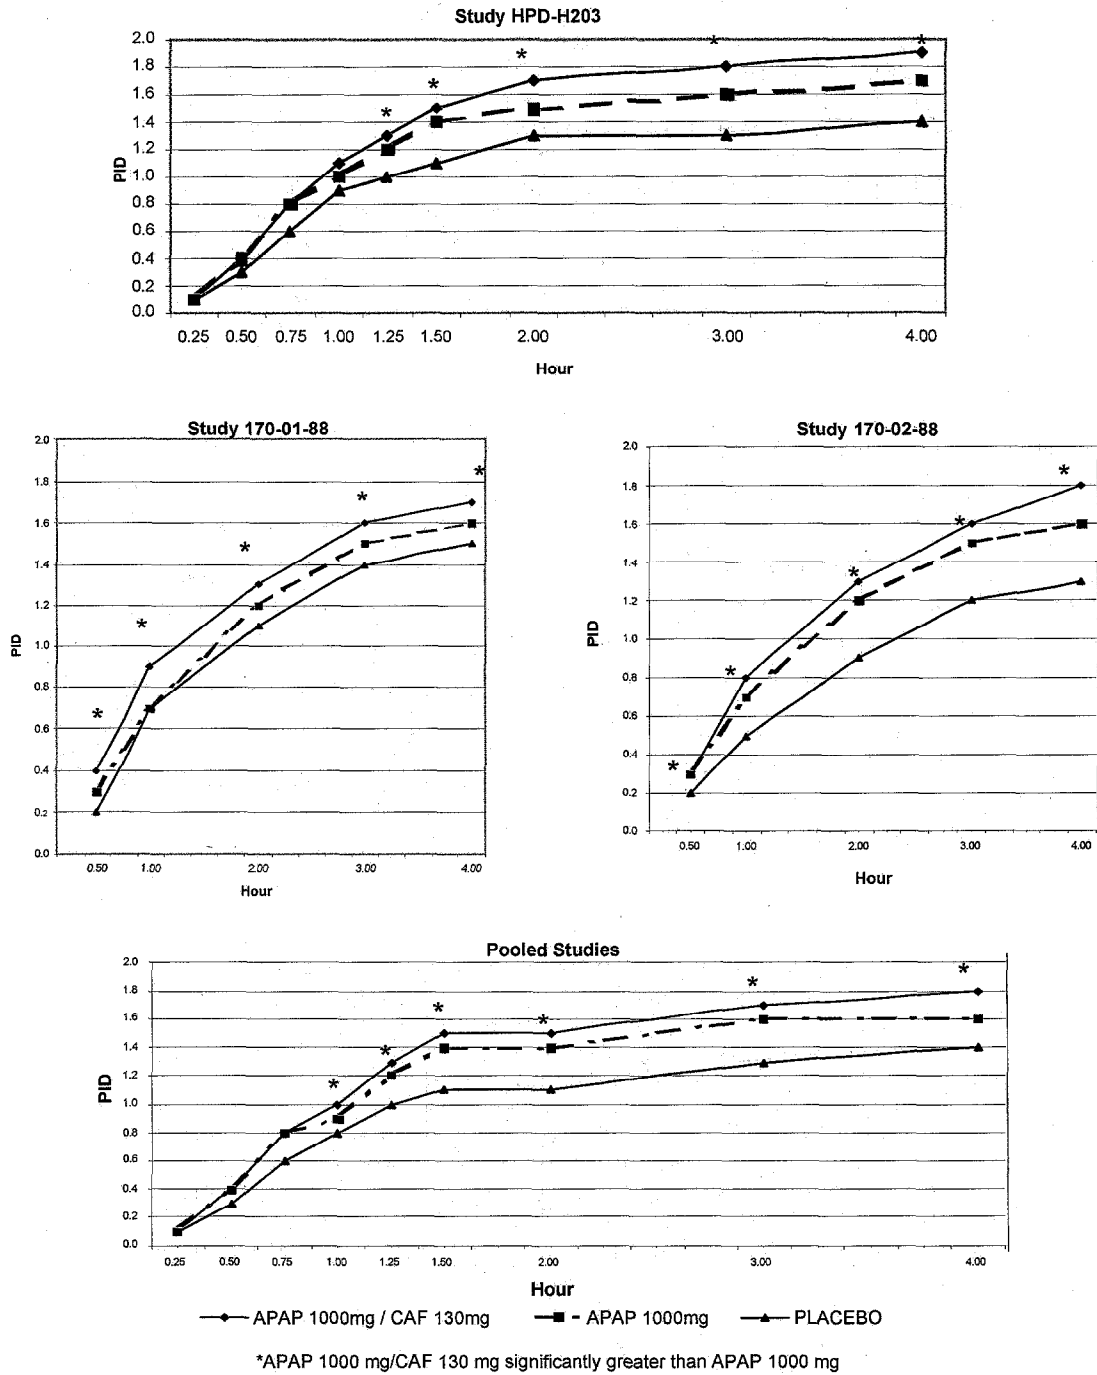 Study HPD-H203
2.0
1.8
1.6
1.4
1.2
1.0
0.8
0.6
0.4
0.2
0.0
PID
* * * * *
0.25 0.50 0.75 1.00 1.25 1.50 2.00 3.00 4.00
Hour
Study 170-01-88
2.0
1.8
1.6
1.4
1.2
1.0
0.8
0.6
0.4
0.2
0.0
PID
* * * * *
0.50 1.00 2.00 3.00 4.00
Hour
Study 170-02-88
2.0
1.8
1.6
1.4
1.2
1.0
0.8
0.6
0.4
0.2
0.0
PID
* * * * *
0.50 1.00 2.00 3.00 4.00
Hour
Pooled Studies
2.0
1.8
1.6
1.4
1.2
1.0
0.8
0.6
0.4
0.2
0.0
PID
* * * * * *
0.25 0.50 0.75 1.00 1.25 1.50 2.00 3.00 4.00
Hour
APAP 1000mg / CAF 130mg APAP 1000mg PLACEBO
*APAP 1000 mg/CAF 130 mg significantly greater than APAP 1000 mg